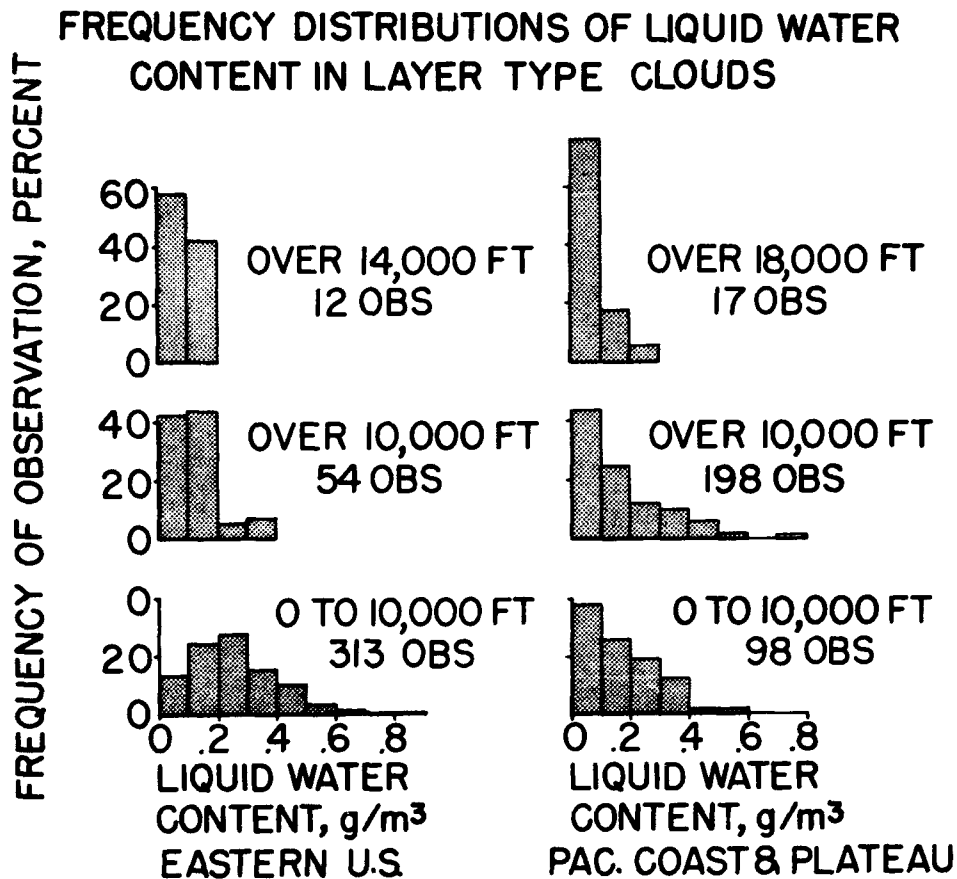 FREQUENCY DISTRIBUTIONS OF LIQUID WATER
CONTENT IN LAYER TYPE CLOUDS
FREQUENCY OF OBSERVATION, PERCENT
60
40
20
0
OVER 14,000 FT
12 OBS
OVER 18,000 FT
17 OBS
40
20
0
OVER 10,000 FT
54 OBS
OVER 10,000 FT
198 OBS
0
20
0
0 TO 10,000 FT
313 OBS
0 TO 10,000 FT
98 OBS
0 .2 .4 .6 .8
0 .2 .4 .6 .8
LIQUID WATER
CONTENT, g/m³
EASTERN U.S.
LIQUID WATER
CONTENT, g/m³
PAC. COAST & PLATEAU